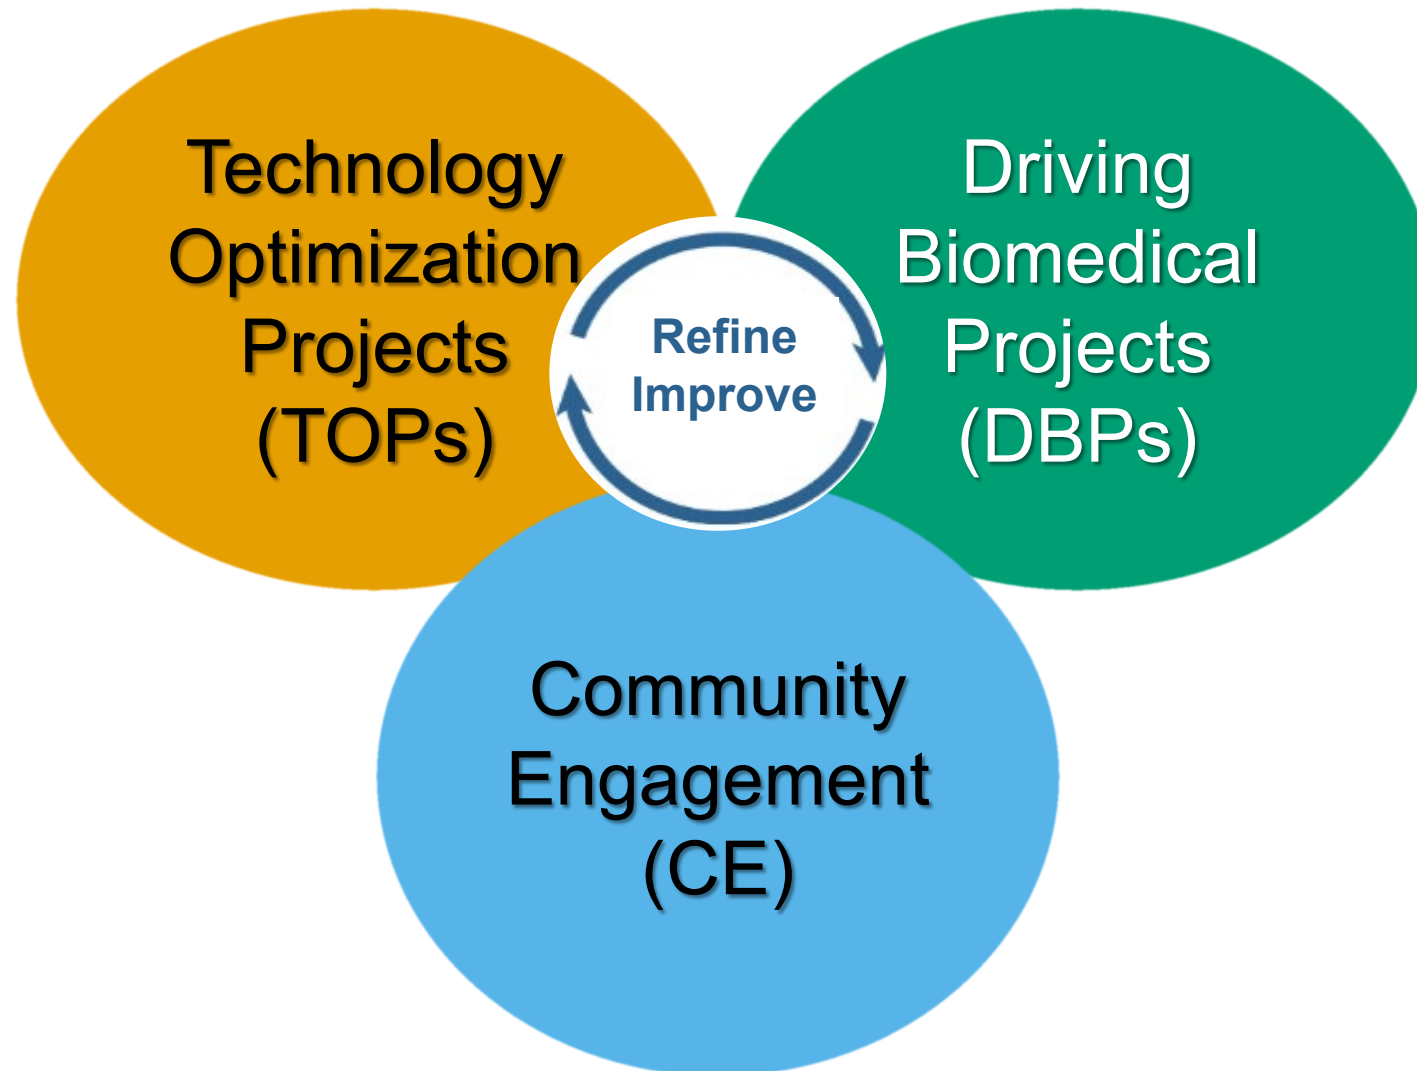 Technology
Optimization
Projects
(TOPs)
Refine
Improve
Driving
Biomedical
Projects
(DBPs)
Community
Engagement
(CE)